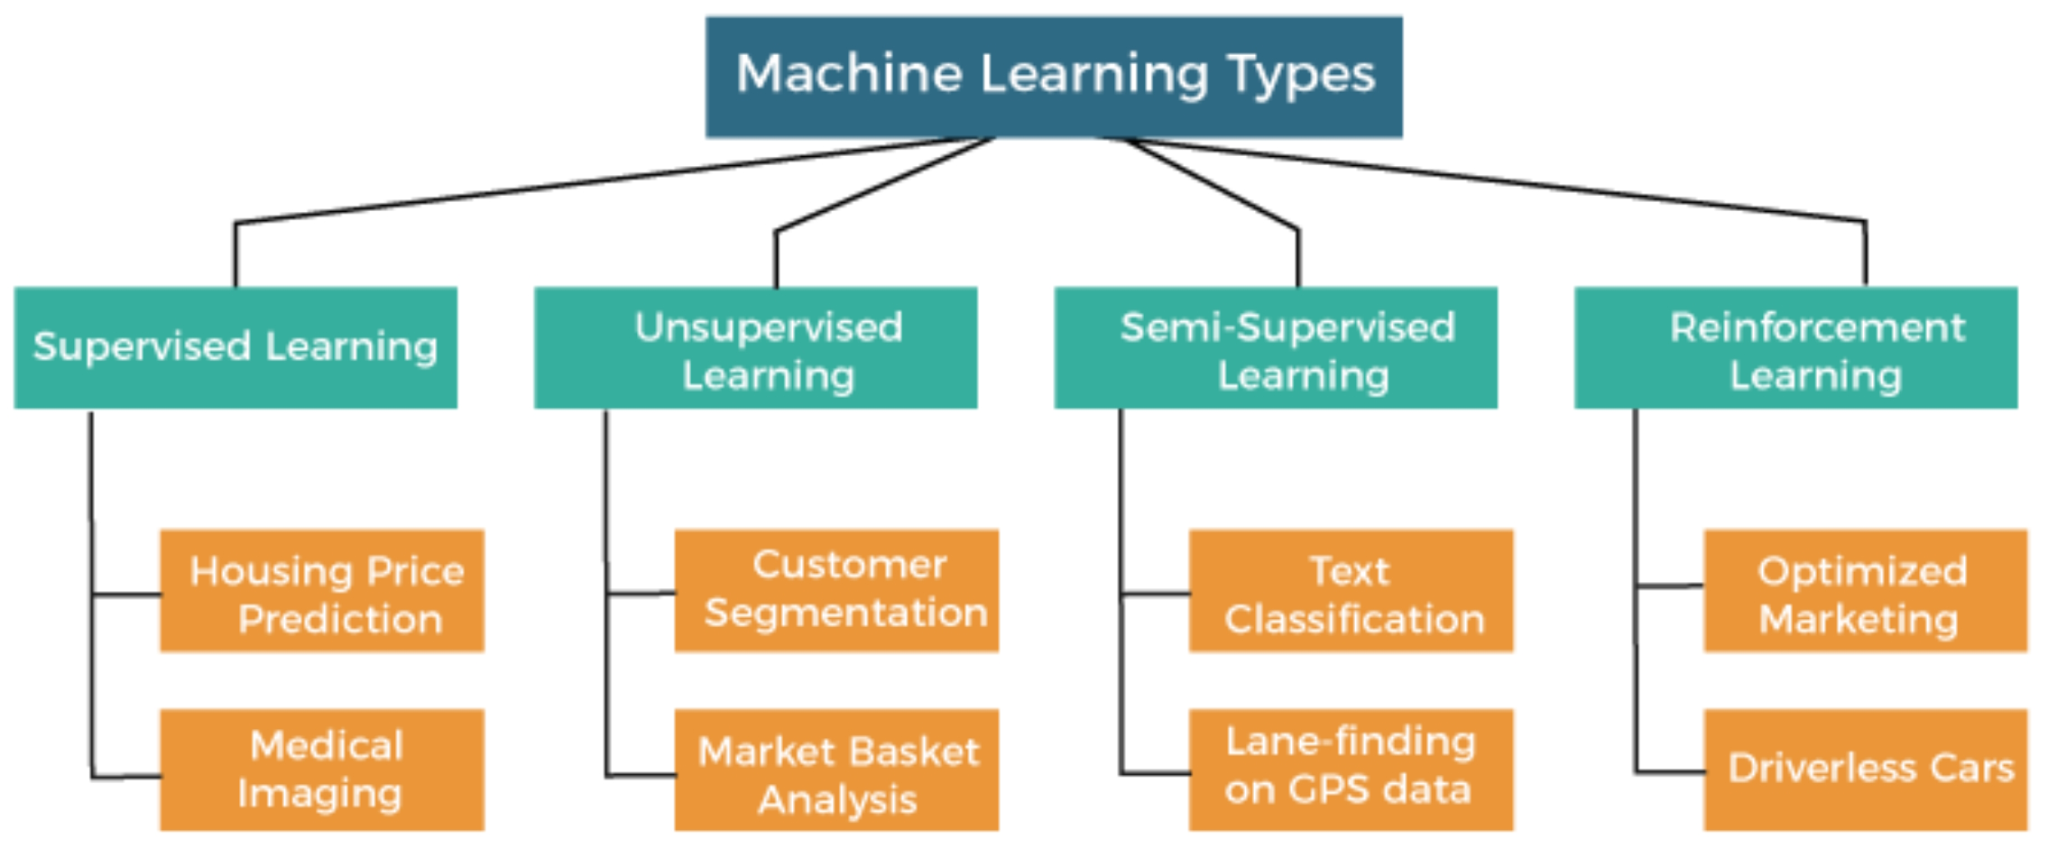 Machine Learning Types
Supervised Learning
Unsupervised
Learning
Semi-Supervised
Learning
Reinforcement
Learning
Housing Price
Prediction
Customer
Segmentation
Text
Classification
Optimized
Marketing
Medical
Imaging
Market Basket
Analysis
Lane-finding
on GPS data
Driverless Cars